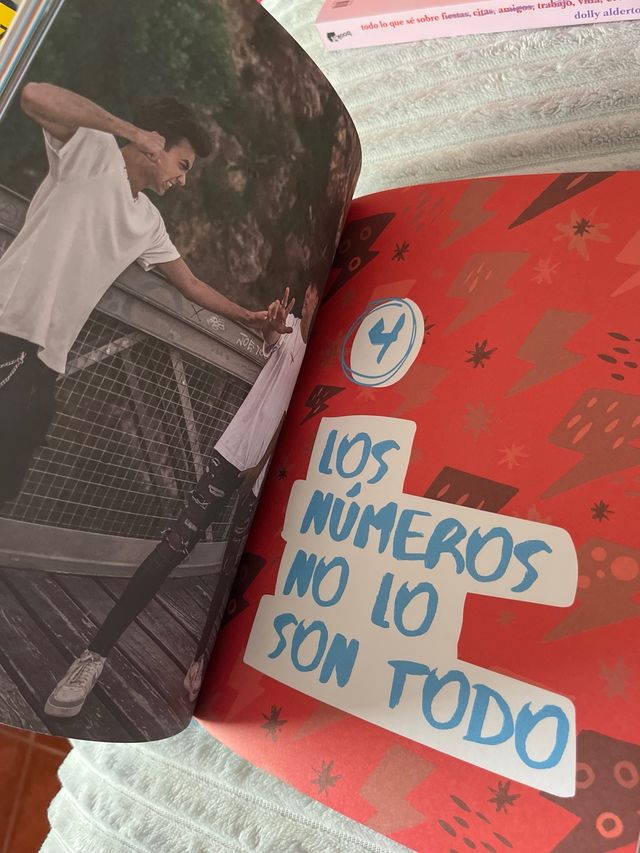 todo lo que sé sobre fiestas, citas, amigos, trabajo, vida,
dolly alderto
4
LOS
NÚMEROS
NO LO
SON TODO